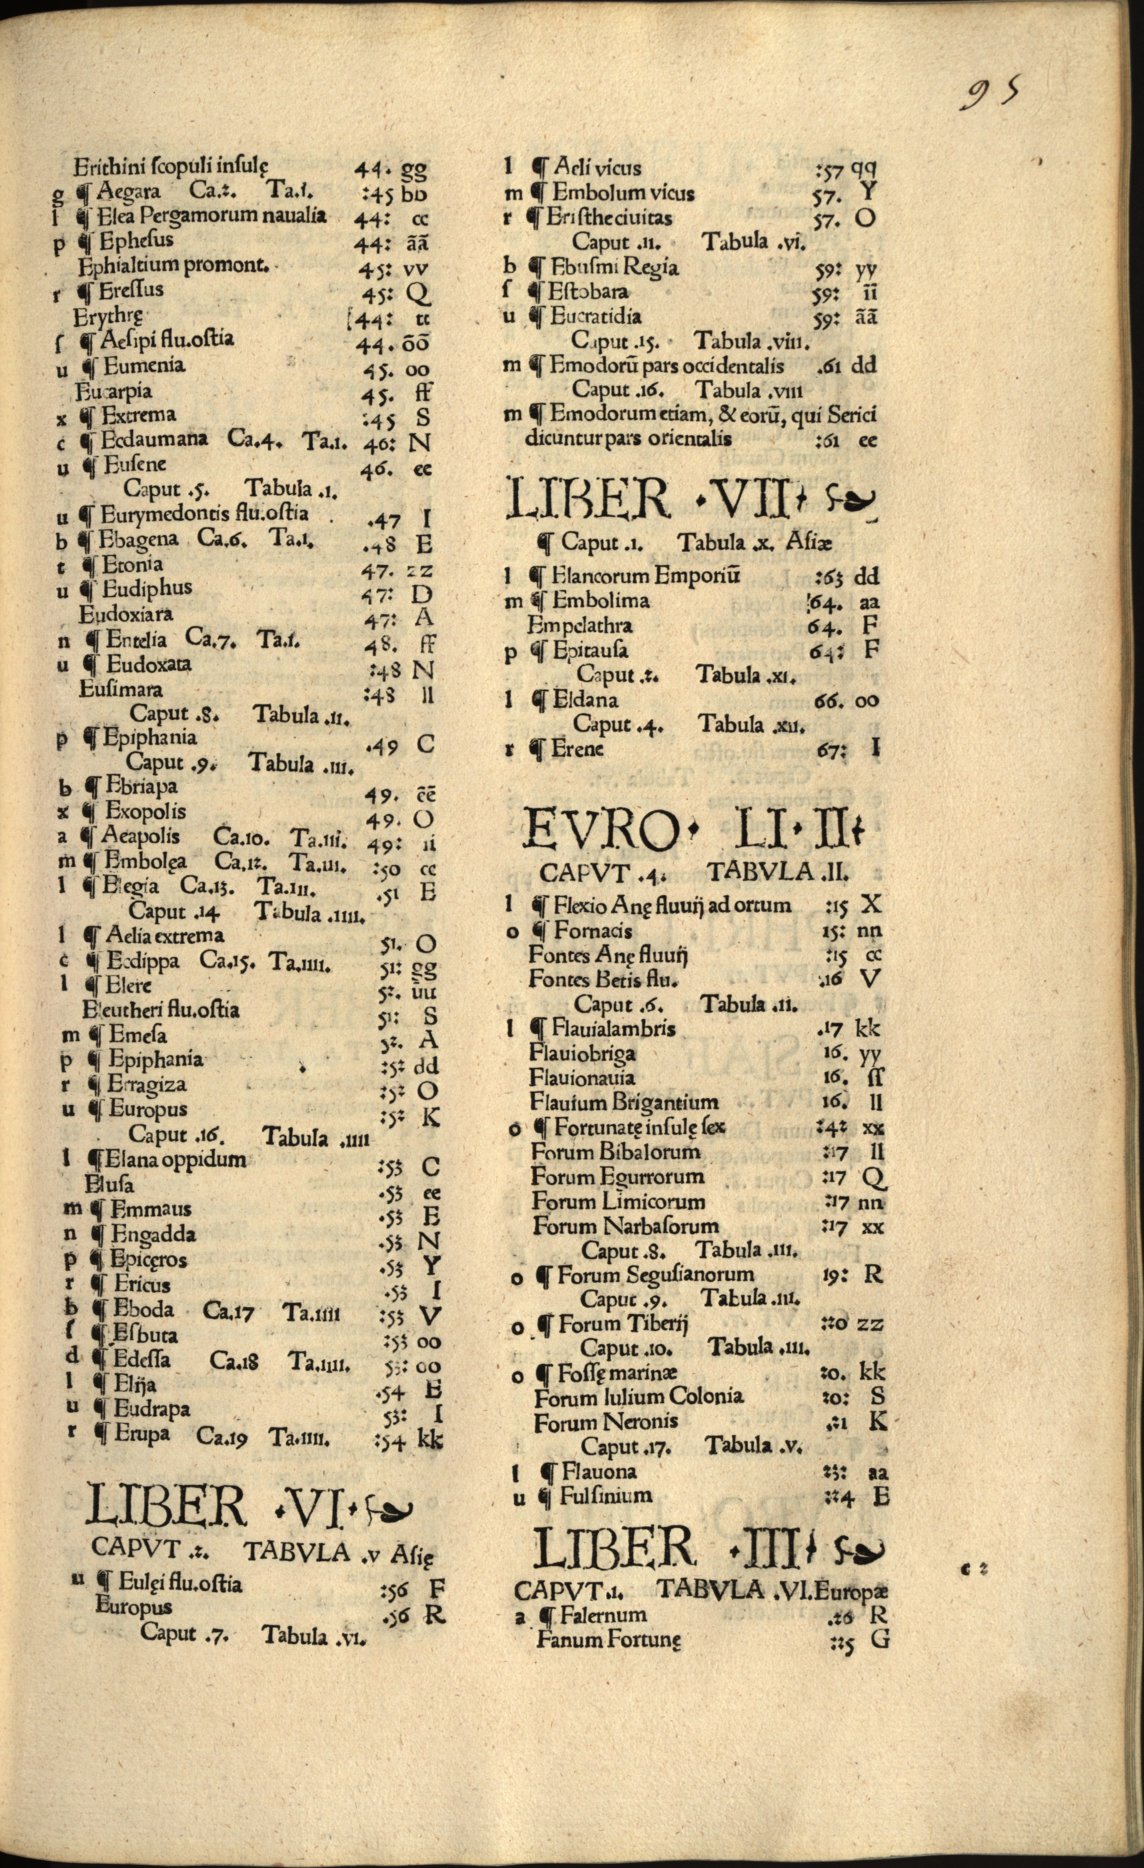 95
Erithini scopuli insulę 44. gg
g ¶ Aegara Ca.2. Ta.1. :45 bb
l ¶ Elea Pergamorum naualia 44: cc
p ¶ Ephesus 44: āā
Ephialtium promont. 45: vv
r ¶ Eressus 45: Q
Erythrę 44: tt
s ¶ Aesipi flu.ostia 44. ōō
u ¶ Eumenia 45. oo
Eucarpia 45. ff
x ¶ Extrema :45 S
c ¶ Ecdaumana Ca.4. Ta.1. 46: N
u ¶ Eusene 46. ee
Caput .5. Tabula .1.
u ¶ Eurymedontis flu.ostia .47 I
b ¶ Ebagena Ca.6. Ta.1. .48 E
t ¶ Etonia 47. zz
u ¶ Eudiphus 47: D
Eudoxiara 47: A
n ¶ Entelia Ca.7. Ta.1. 48. ff
u ¶ Eudoxata :48 N
Eusimara :48 ll
Caput .8. Tabula .11.
p ¶ Epiphania .49 C
Caput .9. Tabula .111.
b ¶ Ebriapa 49. c̄c̄
x ¶ Exopolis 49. O
a ¶ Aeapolis Ca.10. Ta.111. 49: ii
m ¶ Embolęa Ca.12. Ta.111. :50 cc
l ¶ Elegia Ca.13. Ta.111. .51 E
Caput .14 Tabula .1111.
l ¶ Aelia extrema 51. O
c ¶ Ecdippa Ca.15. Ta.1111. 51: gg
l ¶ Elere 52. ūū
Eleutheri flu.ostia 51: S
m ¶ Emesa 52. A
p ¶ Epiphania :52 dd
r ¶ Erragiza :52 O
u ¶ Europus :52 K
Caput .16. Tabula .1111
l ¶ Elana oppidum :53 C
Elusa .53 ee
m ¶ Emmaus .53 E
n ¶ Engadda .53 N
p ¶ Epicęros .53 Y
r ¶ Ericus .53 I
b ¶ Eboda Ca.17 Ta.1111 :53 V
s ¶ Esbuta :53 oo
d ¶ Edessa Ca.18 Ta.1111. 53: oo
l ¶ Elija .54 E
u ¶ Eudrapa 53: I
r ¶ Erupa Ca.19 Ta.1111. :54 kk
LIBER .VI.
CAPVT .2. TABVLA .v Asię
u ¶ Eulęi flu.ostia :56 F
Europus .56 R
Caput .7. Tabula .vi.
l ¶ Aeli vicus :57 qq
m ¶ Embolum vicus 57. Y
r ¶ Eristhe ciuitas 57. O
Caput .11. Tabula .vi.
b ¶ Ebusmi Regia 59: yy
s ¶ Estobara 59: īī
u ¶ Eucratidia 59: āā
Caput .15. Tabula .viii.
m ¶ Emodorū pars occidentalis .61 dd
Caput .16. Tabula .viii
m ¶ Emodorum etiam, & eorū, qui Serici
dicuntur pars orientalis :61 ee
LIBER .VII.
¶ Caput .1. Tabula .x. Asiæ
l ¶ Elancorum Emporiū :63 dd
m ¶ Embolima 64. aa
Empelathra 64. F
p ¶ Epitausa 64: F
Caput .2. Tabula .xi.
l ¶ Eldana 66. oo
Caput .4. Tabula .xii.
r ¶ Erene 67: I
EVRO. LI. II.
CAPVT .4. TABVLA .II.
l ¶ Flexio Anę fluuij ad ortum :15 X
o ¶ Fornacis 15: nn
Fontes Anę fluuij :15 cc
Fontes Betis flu. :16 V
Caput .6. Tabula .11.
l ¶ Flauialambris .17 kk
Flauiobriga 16. yy
Flauionauia 16. ſſ
Flauium Brigantium 16. ll
o ¶ Fortunatę insulę sex :42 xx
Forum Bibalorum :17 ll
Forum Egurrorum :17 Q
Forum Limicorum :17 nn
Forum Narbasorum :17 xx
Caput .8. Tabula .111.
o ¶ Forum Segusianorum 19: R
Caput .9. Tabula .111.
o ¶ Forum Tiberij :20 zz
Caput .10. Tabula .111.
o ¶ Fossę marinæ 20. kk
Forum Iulium Colonia 20: S
Forum Neronis .21 K
Caput .17. Tabula .v.
l ¶ Flauona 23: aa
u ¶ Fulsinium :24 E
LIBER .III.
CAPVT.1. TABVLA .VI.Europæ
a ¶ Falernum .26 R
Fanum Fortunę :25 G
c 2